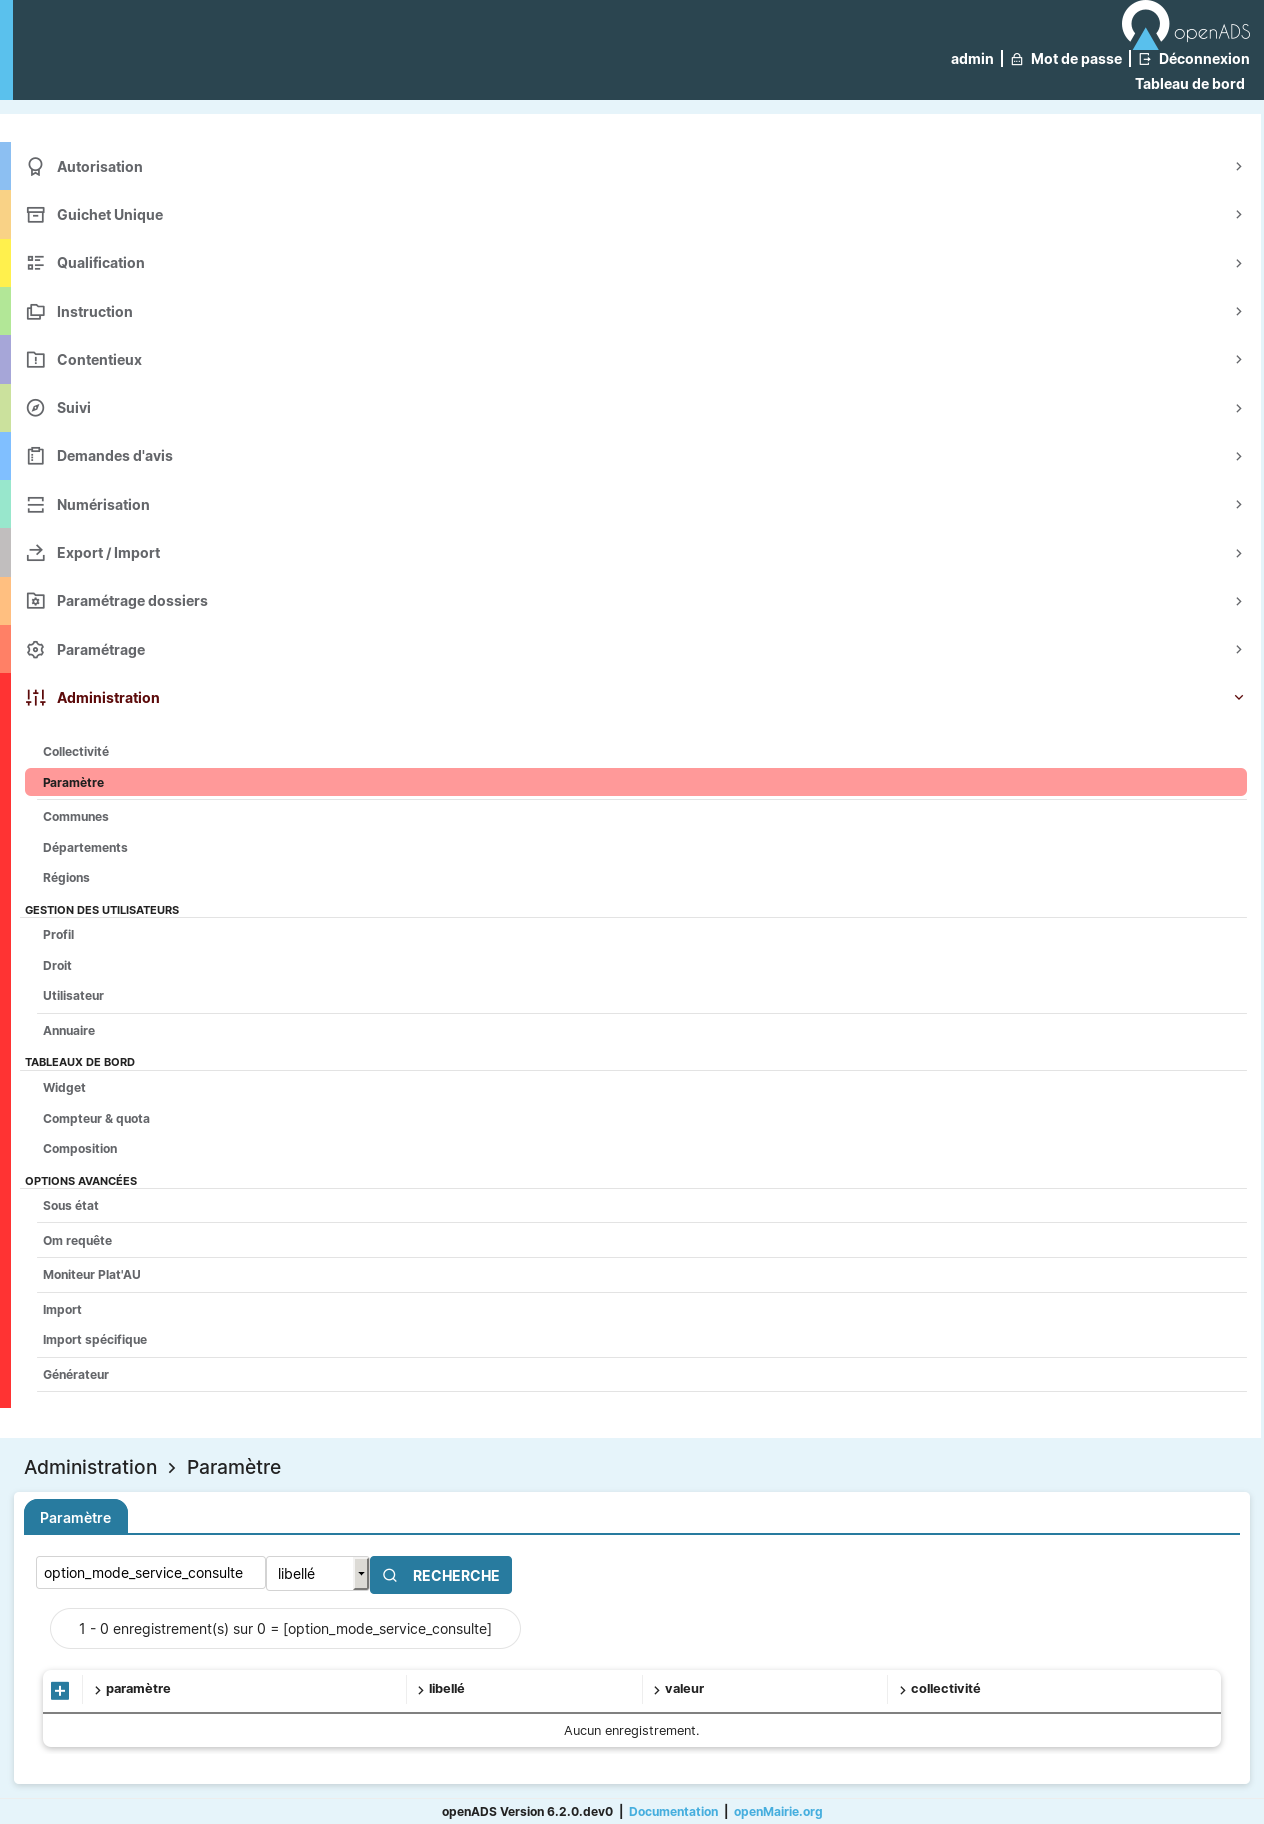 openADS
admin | Mot de passe | Déconnexion
Tableau de bord
Autorisation
Guichet Unique
Qualification
Instruction
Contentieux
Suivi
Demandes d'avis
Numérisation
Export / Import
Paramétrage dossiers
Paramétrage
Administration
Collectivité
Paramètre
Communes
Départements
Régions
GESTION DES UTILISATEURS
Profil
Droit
Utilisateur
Annuaire
TABLEAUX DE BORD
Widget
Compteur & quota
Composition
OPTIONS AVANCÉES
Sous état
Om requête
Moniteur Plat'AU
Import
Import spécifique
Générateur
Administration > Paramètre
Paramètre
option_mode_service_consulte libellé RECHERCHE
1 - 0 enregistrement(s) sur 0 = [option_mode_service_consulte]
paramètre libellé valeur collectivité
Aucun enregistrement.
openADS Version 6.2.0.dev0 | Documentation | openMairie.org